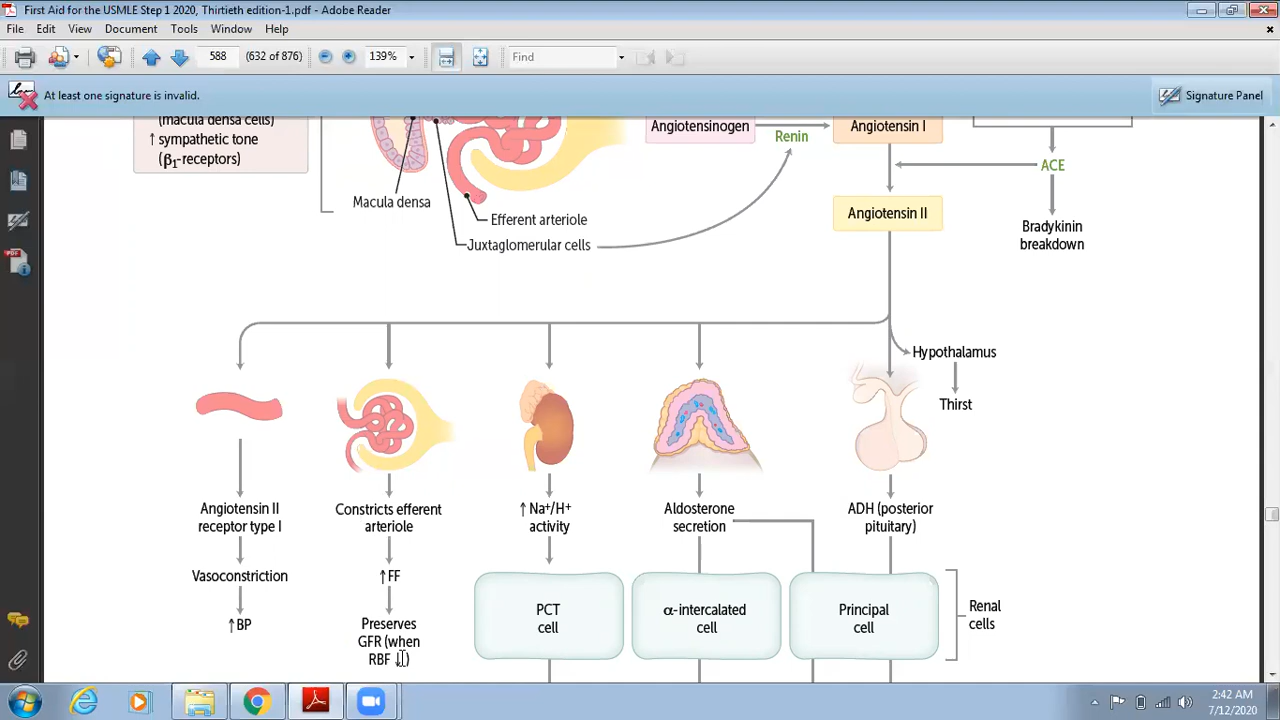 First Aid for the USMLE Step 1 2020, Thirtieth edition-1.pdf - Adobe Reader
File Edit View Document Tools Window Help
588 (632 of 876) 139% Find
At least one signature is invalid.
Signature Panel
(macula densa cells)
↑ sympathetic tone
(β1-receptors)
Macula densa
Efferent arteriole
Juxtaglomerular cells
Angiotensinogen
Renin
Angiotensin I
ACE
Angiotensin II
Bradykinin
breakdown
Hypothalamus
Thirst
Angiotensin II
receptor type I
Vasoconstriction
↑BP
Constricts efferent
arteriole
↑FF
Preserves
GFR (when
RBF ↓)
↑Na⁺/H⁺
activity
PCT
cell
Aldosterone
secretion
α-intercalated
cell
ADH (posterior
pituitary)
Principal
cell
Renal
cells
2:42 AM
7/12/2020